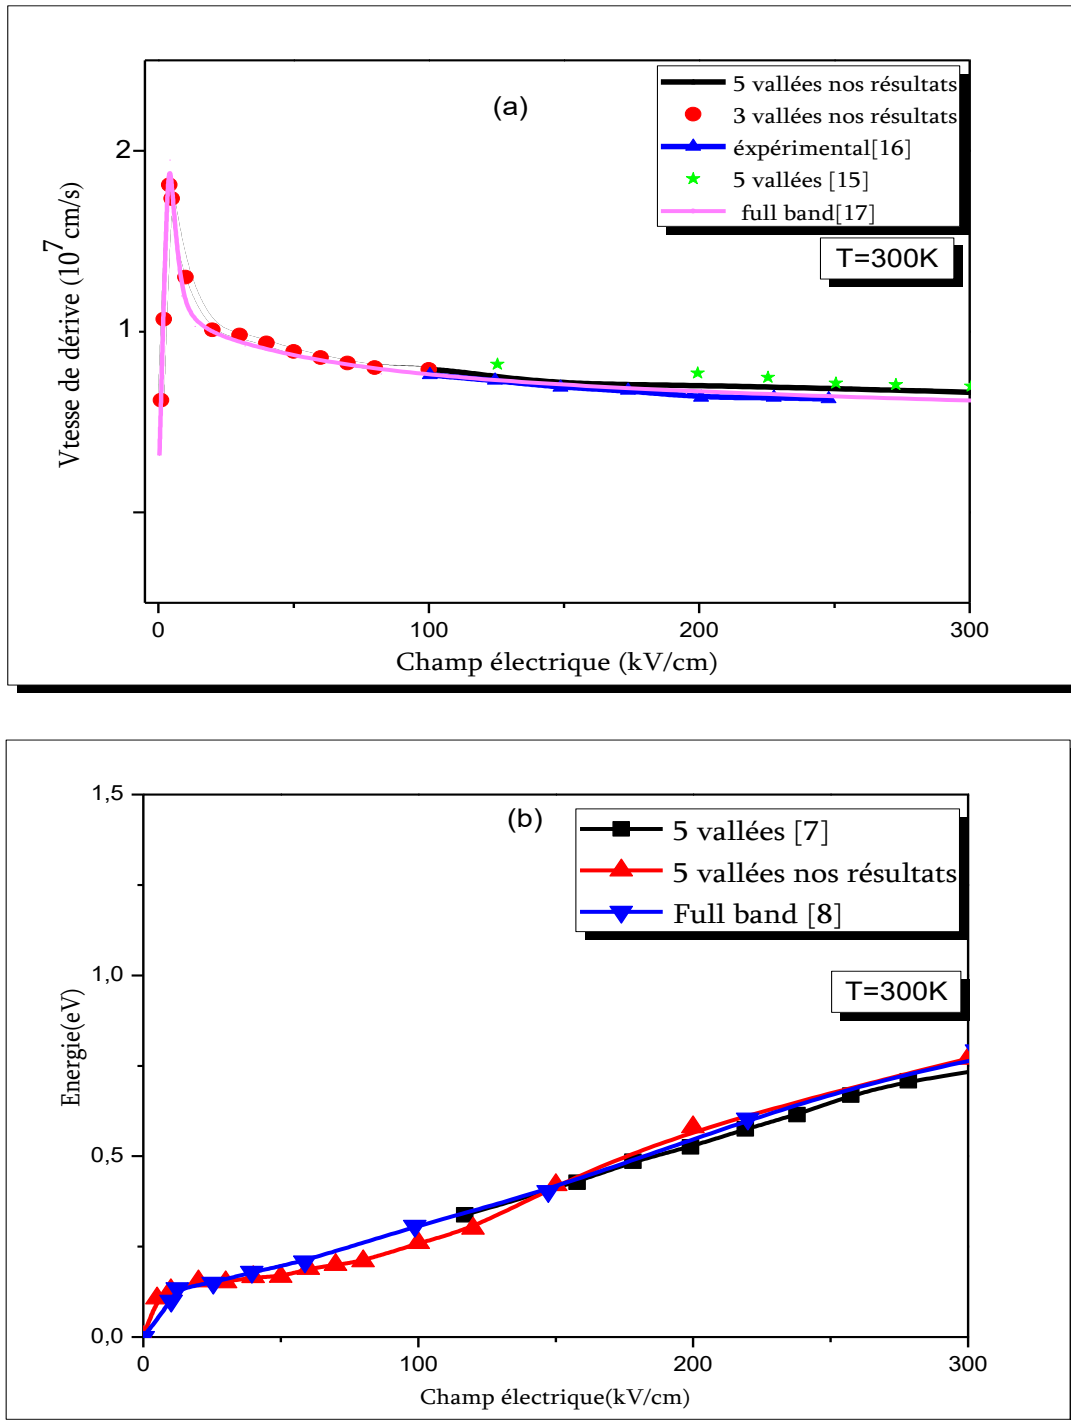 (a)
5 vallées nos résultats
3 vallées nos résultats
éxpérimental[16]
5 vallées [15]
full band[17]
T=300K
Vtesse de dérive (10⁷ cm/s)
2
1
0
100
200
300
Champ électrique (kV/cm)
(b)
5 vallées [7]
5 vallées nos résultats
Full band [8]
T=300K
Energie(eV)
1,5
1,0
0,5
0,0
0
100
200
300
Champ électrique(kV/cm)